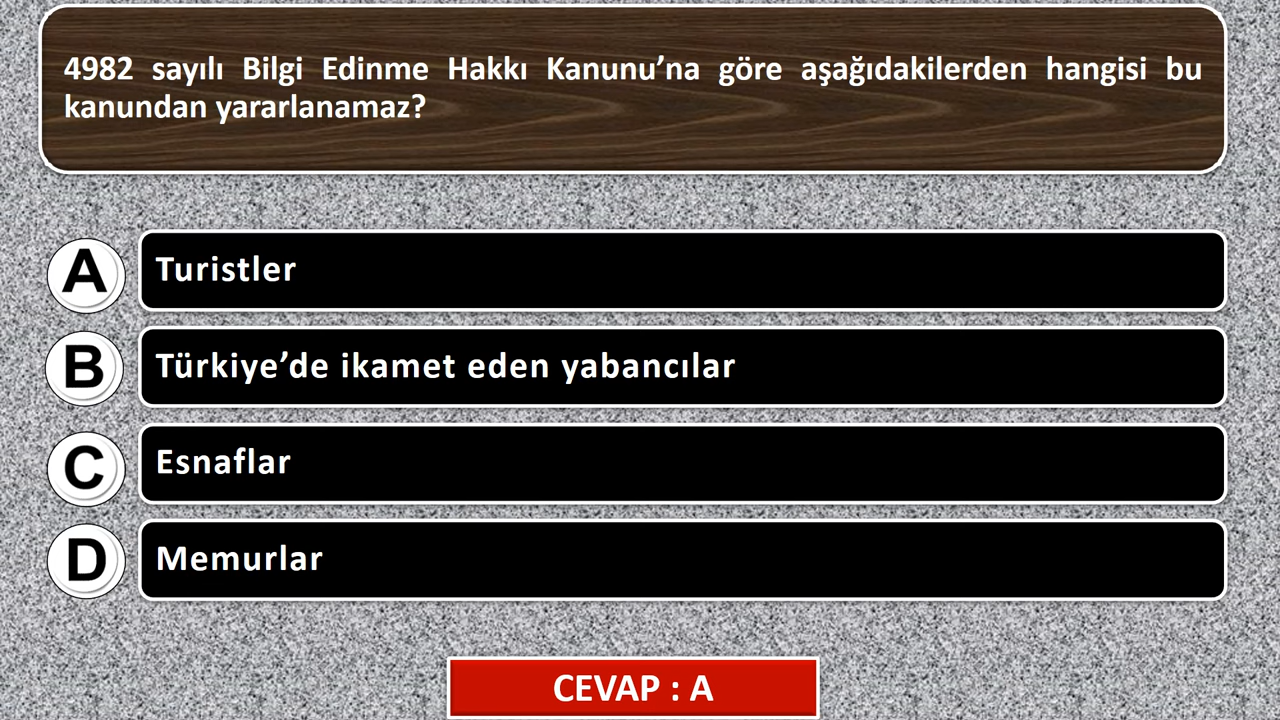 4982 sayılı Bilgi Edinme Hakkı Kanunu’na göre aşağıdakilerden hangisi bu
kanundan yararlanamaz?
A Turistler
B Türkiye’de ikamet eden yabancılar
C Esnaflar
D Memurlar
CEVAP : A